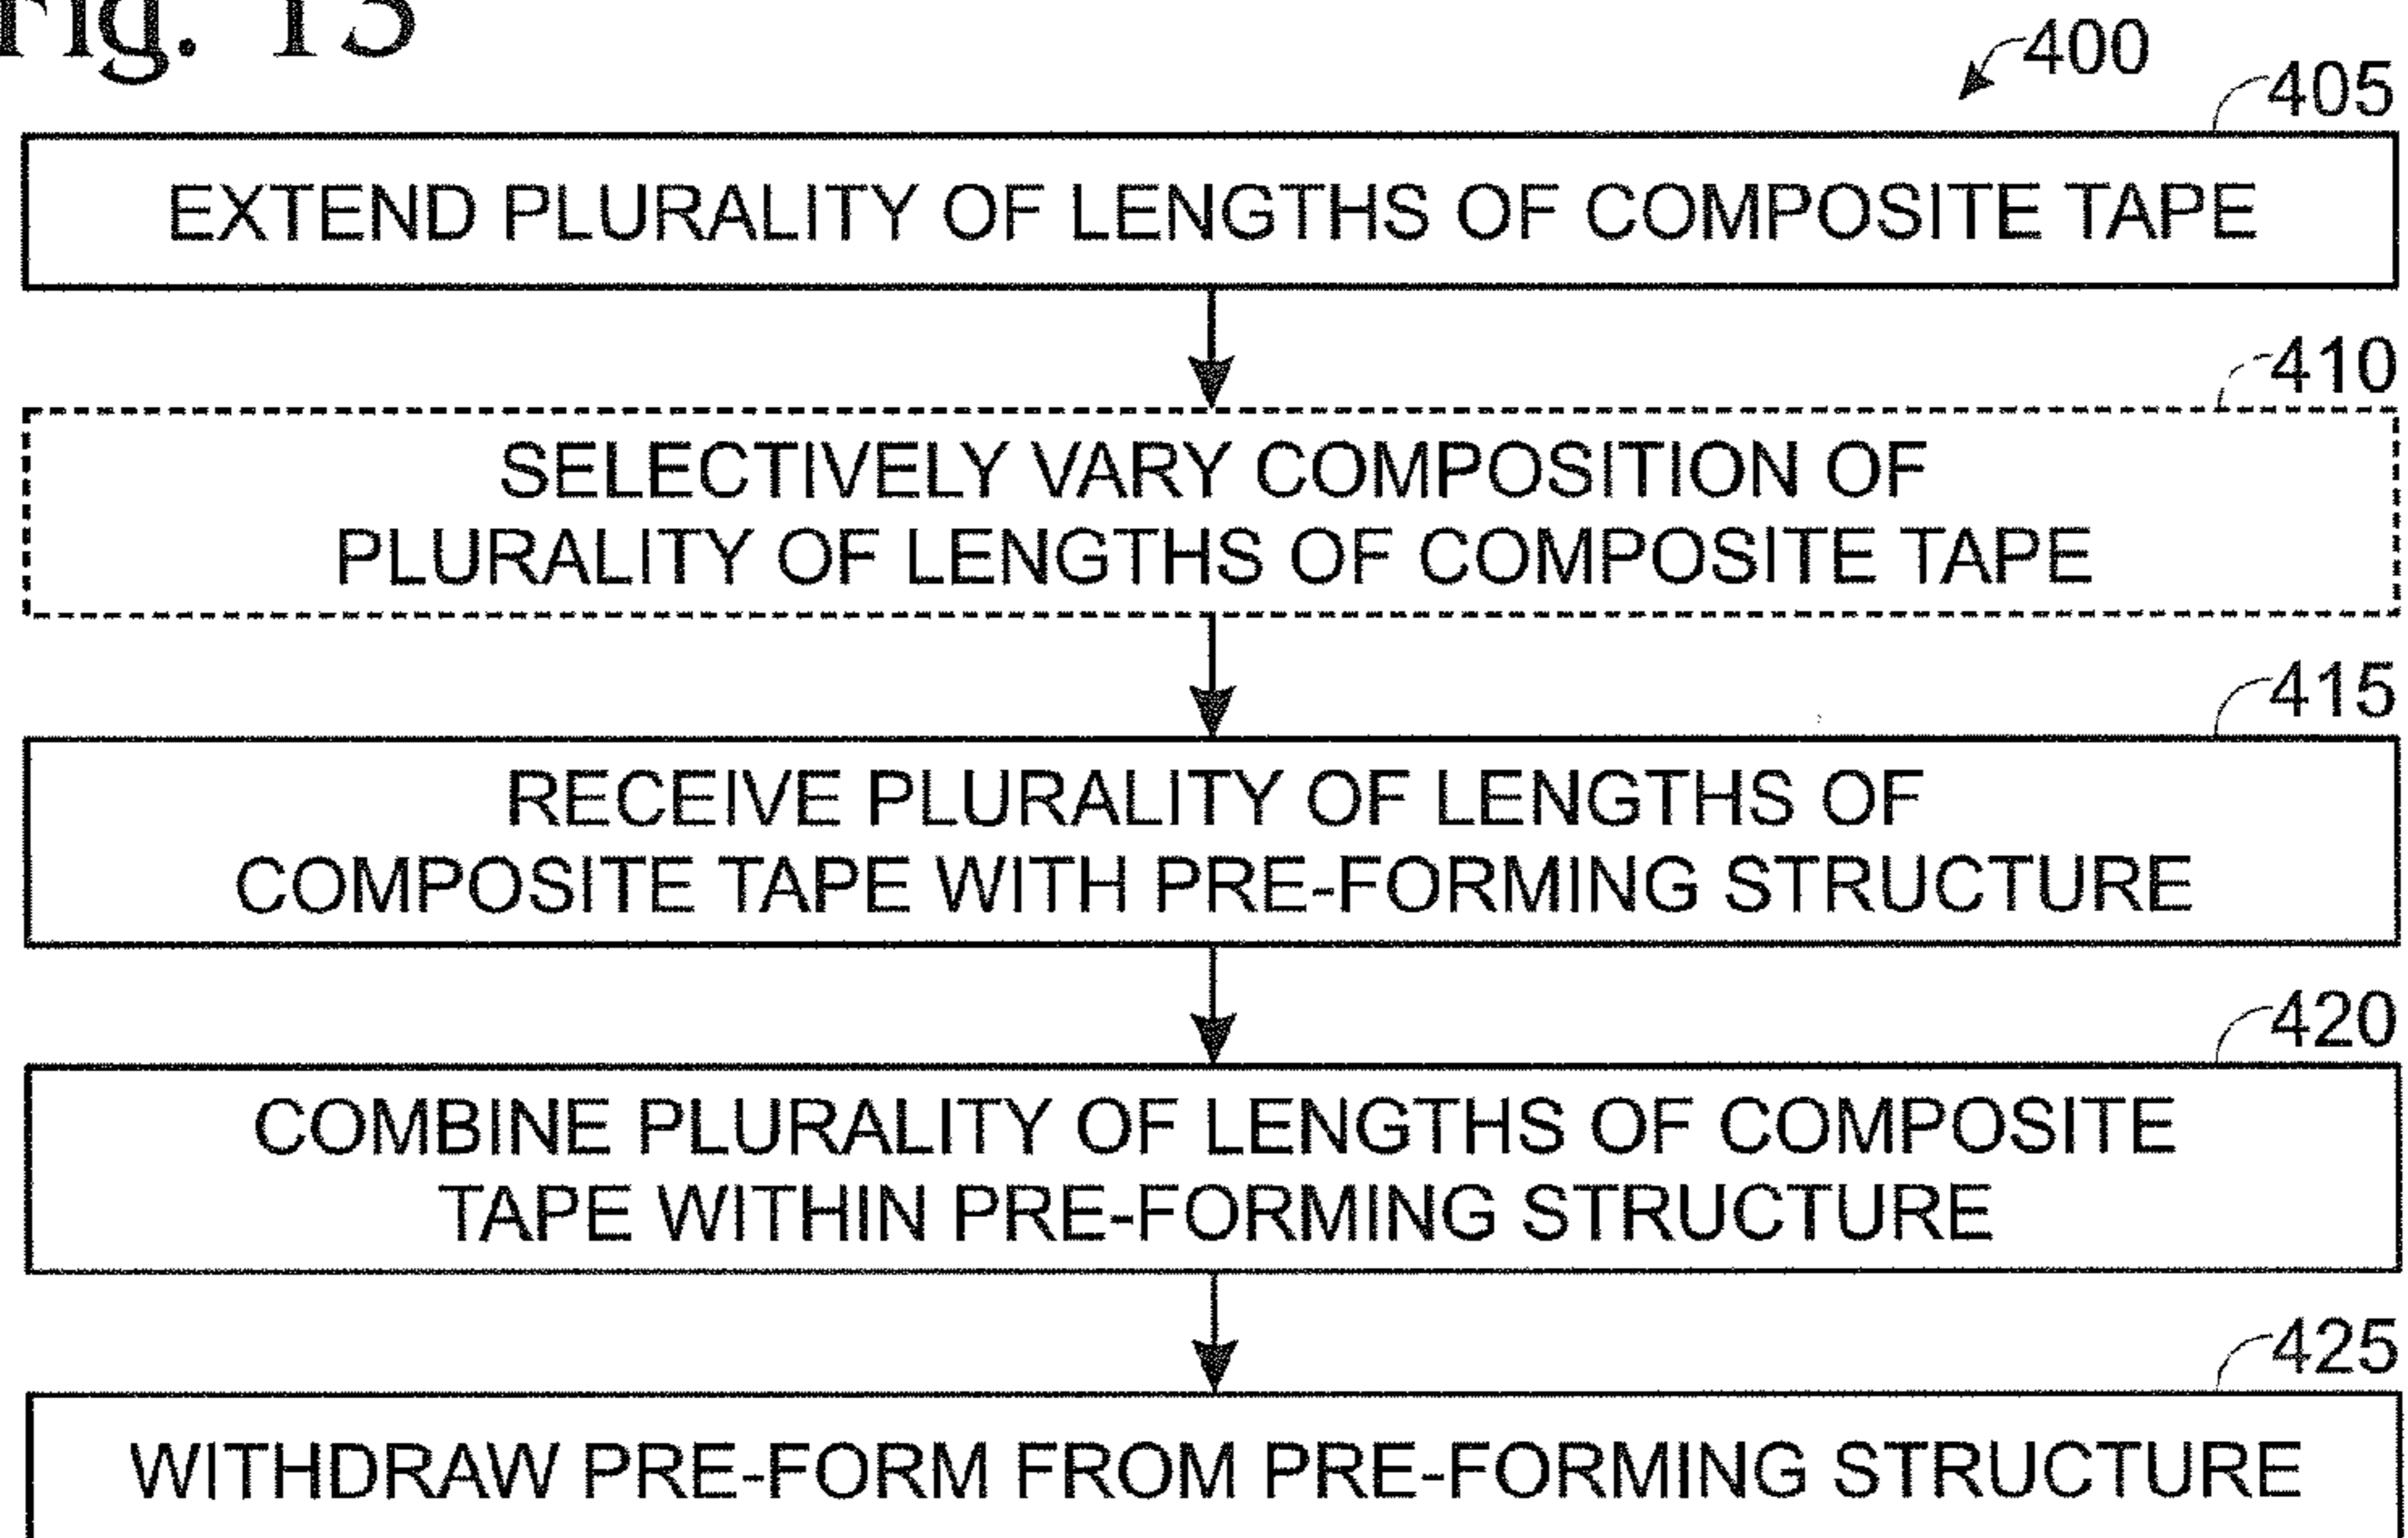 Fig. 13
400
405
EXTEND PLURALITY OF LENGTHS OF COMPOSITE TAPE
410
SELECTIVELY VARY COMPOSITION OF
PLURALITY OF LENGTHS OF COMPOSITE TAPE
415
RECEIVE PLURALITY OF LENGTHS OF
COMPOSITE TAPE WITH PRE-FORMING STRUCTURE
420
COMBINE PLURALITY OF LENGTHS OF COMPOSITE
TAPE WITHIN PRE-FORMING STRUCTURE
425
WITHDRAW PRE-FORM FROM PRE-FORMING STRUCTURE